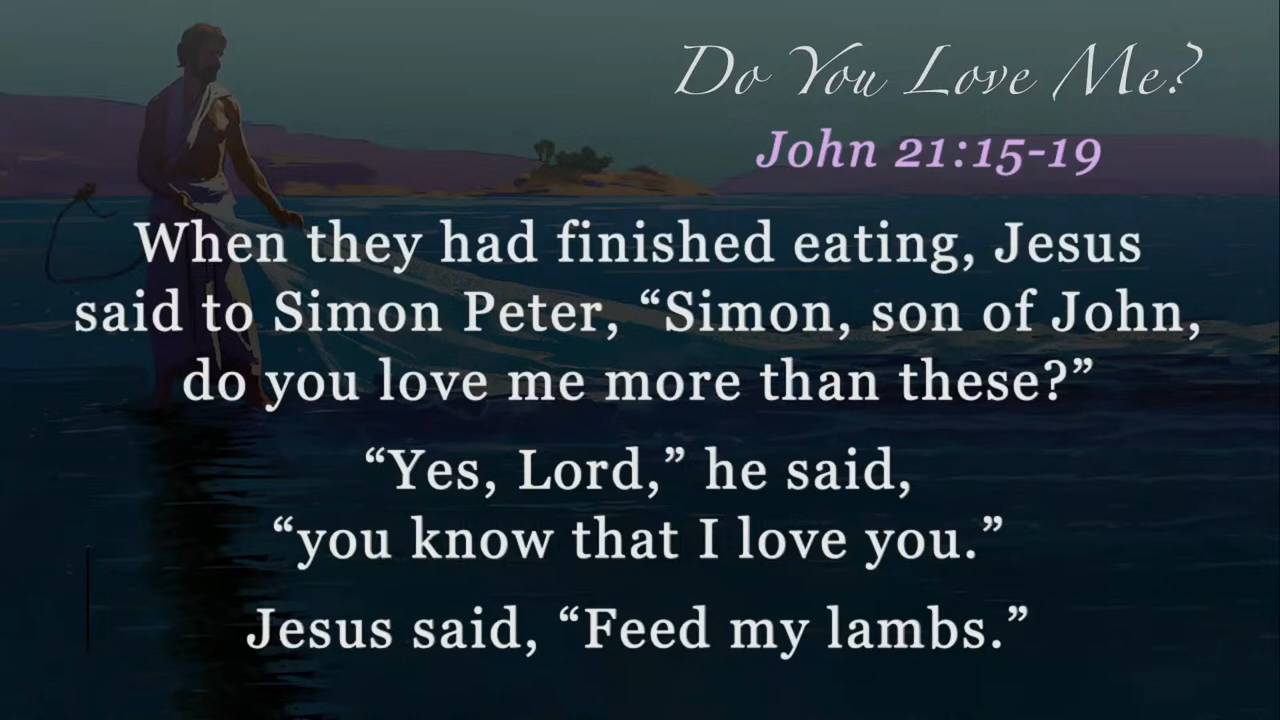 Do You Love Me?
John 21:15-19
When they had finished eating, Jesus
said to Simon Peter, “Simon, son of John,
do you love me more than these?”
“Yes, Lord,” he said,
“you know that I love you.”
Jesus said, “Feed my lambs.”